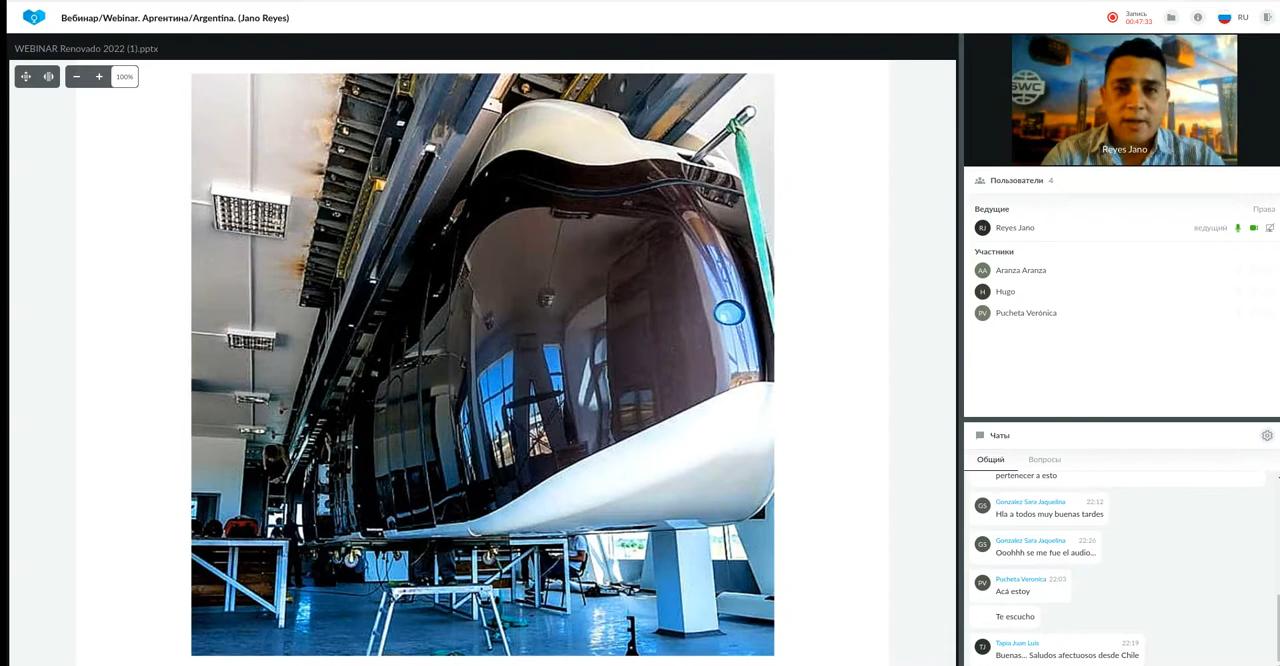 Вебинар/Webinar. Аргентина/Argentina. (Jano Reyes)
Запись
00:47:33
RU
WEBINAR Renovado 2022 (1).pptx
100%
SWC
Reyes Jano
Пользователи 4
Ведущие
Права
RJ
Reyes Jano
ведущий
Участники
AA
Aranza Aranza
H
Hugo
PV
Pucheta Verónica
Чаты
Общий
Вопросы
pertenecer a esto
GS
Gonzalez Sara Jaquelina 22:12
Hla a todos muy buenas tardes
GS
Gonzalez Sara Jaquelina 22:26
Ooohhh se me fue el audio...
PV
Pucheta Veronica 22:03
Acá estoy
Te escucho
TJ
Tapia Juan Luis 22:19
Buenas... Saludos afectuosos desde Chile